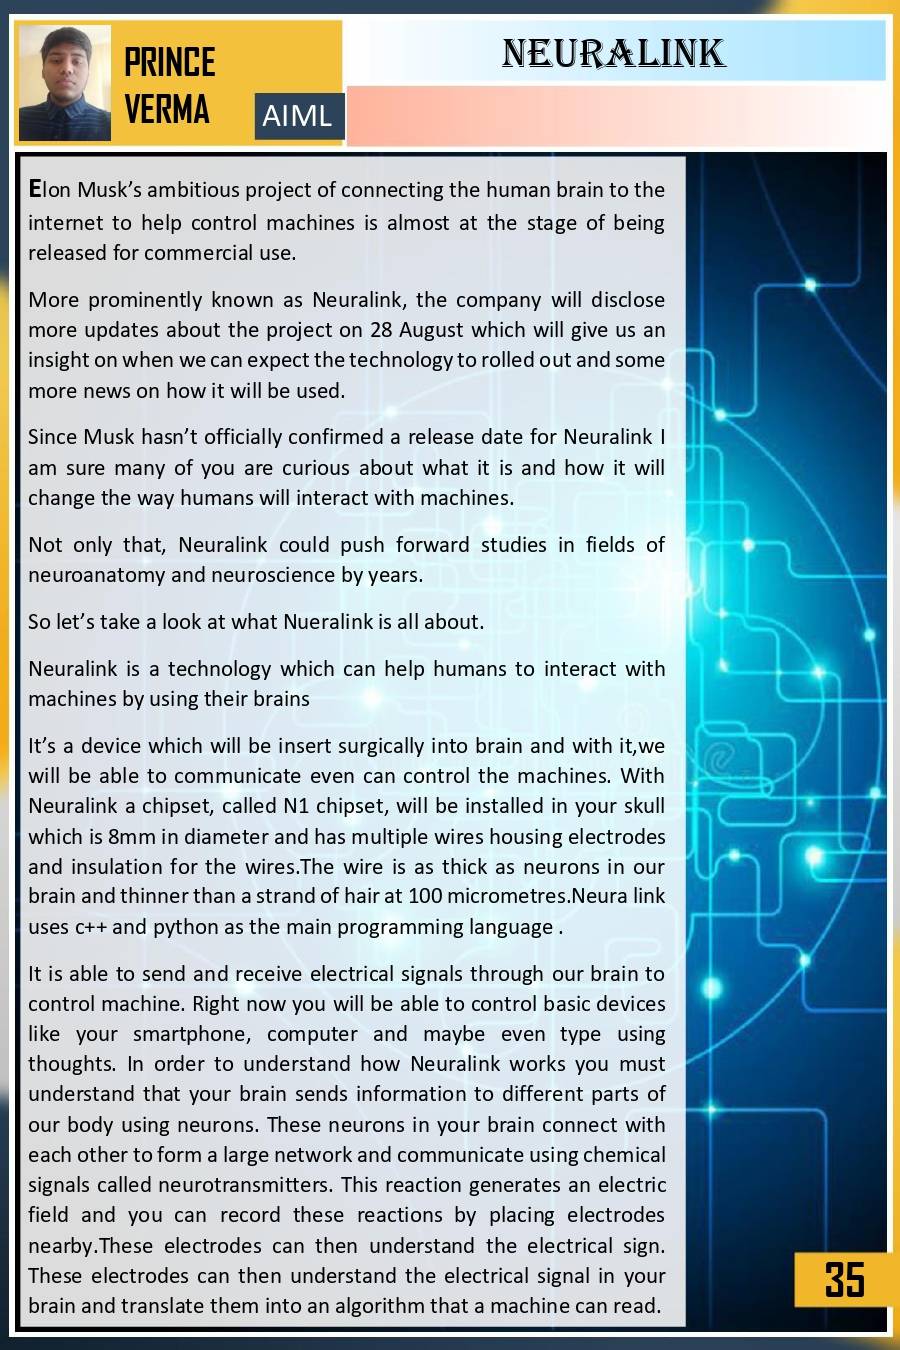 PRINCE
VERMA
AIML
NEURALINK
Elon Musk’s ambitious project of connecting the human brain to the
internet to help control machines is almost at the stage of being
released for commercial use.
More prominently known as Neuralink, the company will disclose
more updates about the project on 28 August which will give us an
insight on when we can expect the technology to rolled out and some
more news on how it will be used.
Since Musk hasn’t officially confirmed a release date for Neuralink I
am sure many of you are curious about what it is and how it will
change the way humans will interact with machines.
Not only that, Neuralink could push forward studies in fields of
neuroanatomy and neuroscience by years.
So let’s take a look at what Nueralink is all about.
Neuralink is a technology which can help humans to interact with
machines by using their brains
It’s a device which will be insert surgically into brain and with it,we
will be able to communicate even can control the machines. With
Neuralink a chipset, called N1 chipset, will be installed in your skull
which is 8mm in diameter and has multiple wires housing electrodes
and insulation for the wires.The wire is as thick as neurons in our
brain and thinner than a strand of hair at 100 micrometres.Neura link
uses c++ and python as the main programming language .
It is able to send and receive electrical signals through our brain to
control machine. Right now you will be able to control basic devices
like your smartphone, computer and maybe even type using
thoughts. In order to understand how Neuralink works you must
understand that your brain sends information to different parts of
our body using neurons. These neurons in your brain connect with
each other to form a large network and communicate using chemical
signals called neurotransmitters. This reaction generates an electric
field and you can record these reactions by placing electrodes
nearby.These electrodes can then understand the electrical sign.
These electrodes can then understand the electrical signal in your
brain and translate them into an algorithm that a machine can read.
35